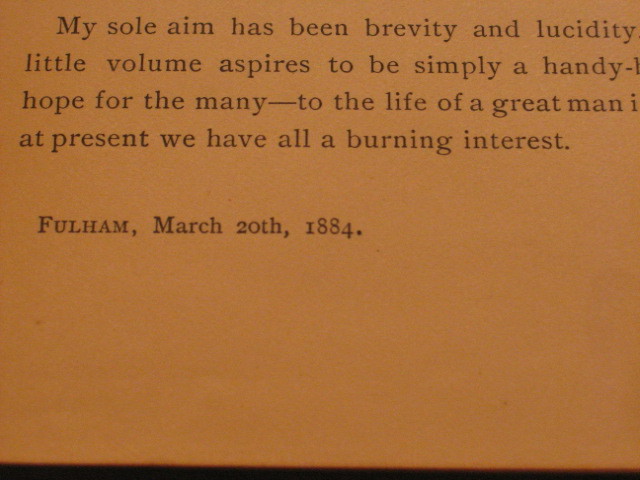 My sole aim has been brevity and lucidity.
little volume aspires to be simply a handy-
hope for the many—to the life of a great man
at present we have all a burning interest.
FULHAM, March 20th, 1884.